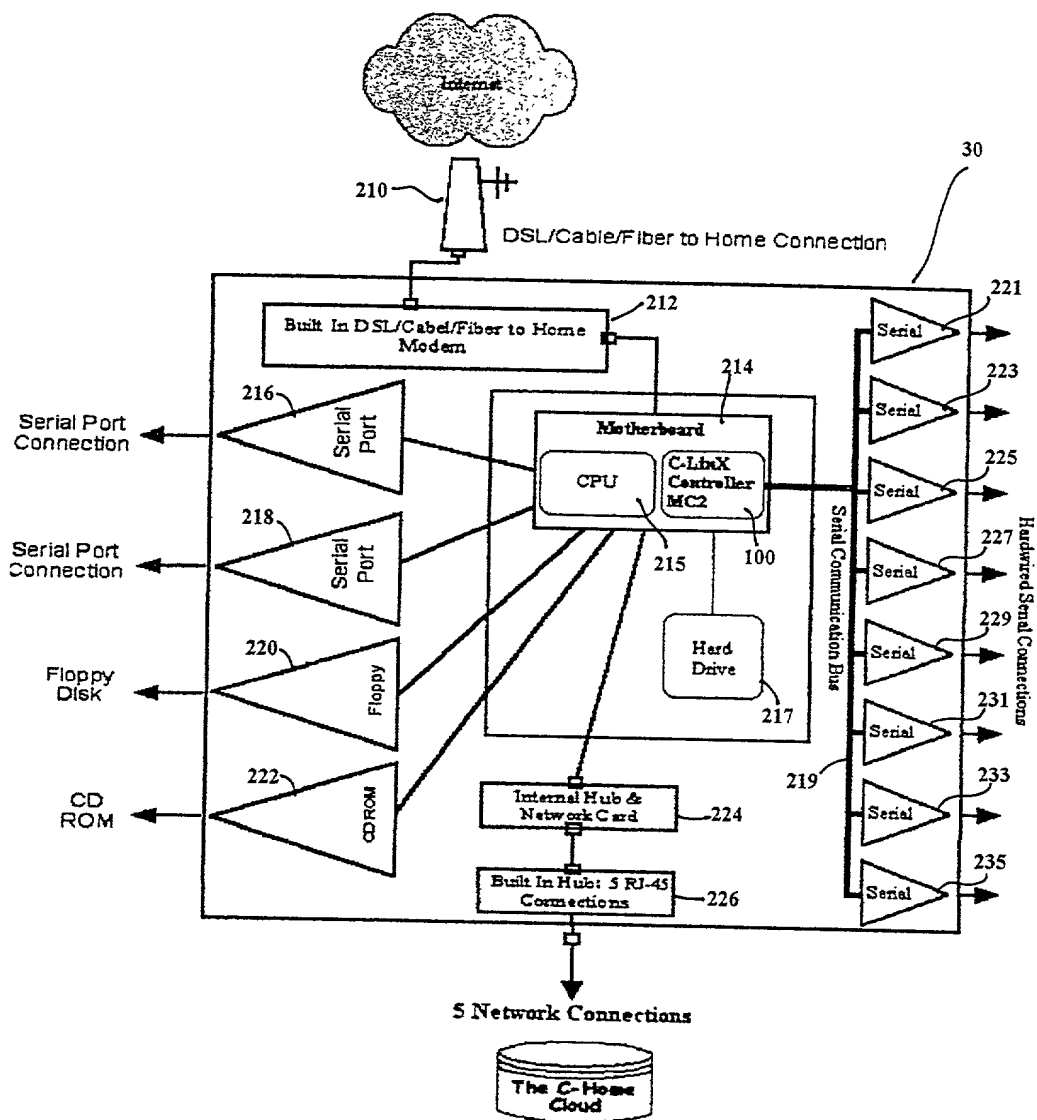 Internet
30
210
DSL/Cable/Fiber to Home Connection
212
221
Built In DSL/Cabel/Fiber to Home
Modem
Serial
214
216
223
Serial Port
Connection
Serial Port
Motherboard
Serial
CPU
C-LinX
Controller
MC2
225
Serial
218
215
100
Serial Port
Connection
Serial Port
227
Serial
Serial Communication Bus
Hardwired Serial Connections
220
229
Floppy
Disk
Floppy
Hard
Drive
Serial
217
231
Serial
222
219
233
CD
ROM
CDROM
Internal Hub &
Network Card
224
Serial
235
Built In Hub: 5 RJ-45
Connections
226
Serial
5 Network Connections
The C-Home
Cloud